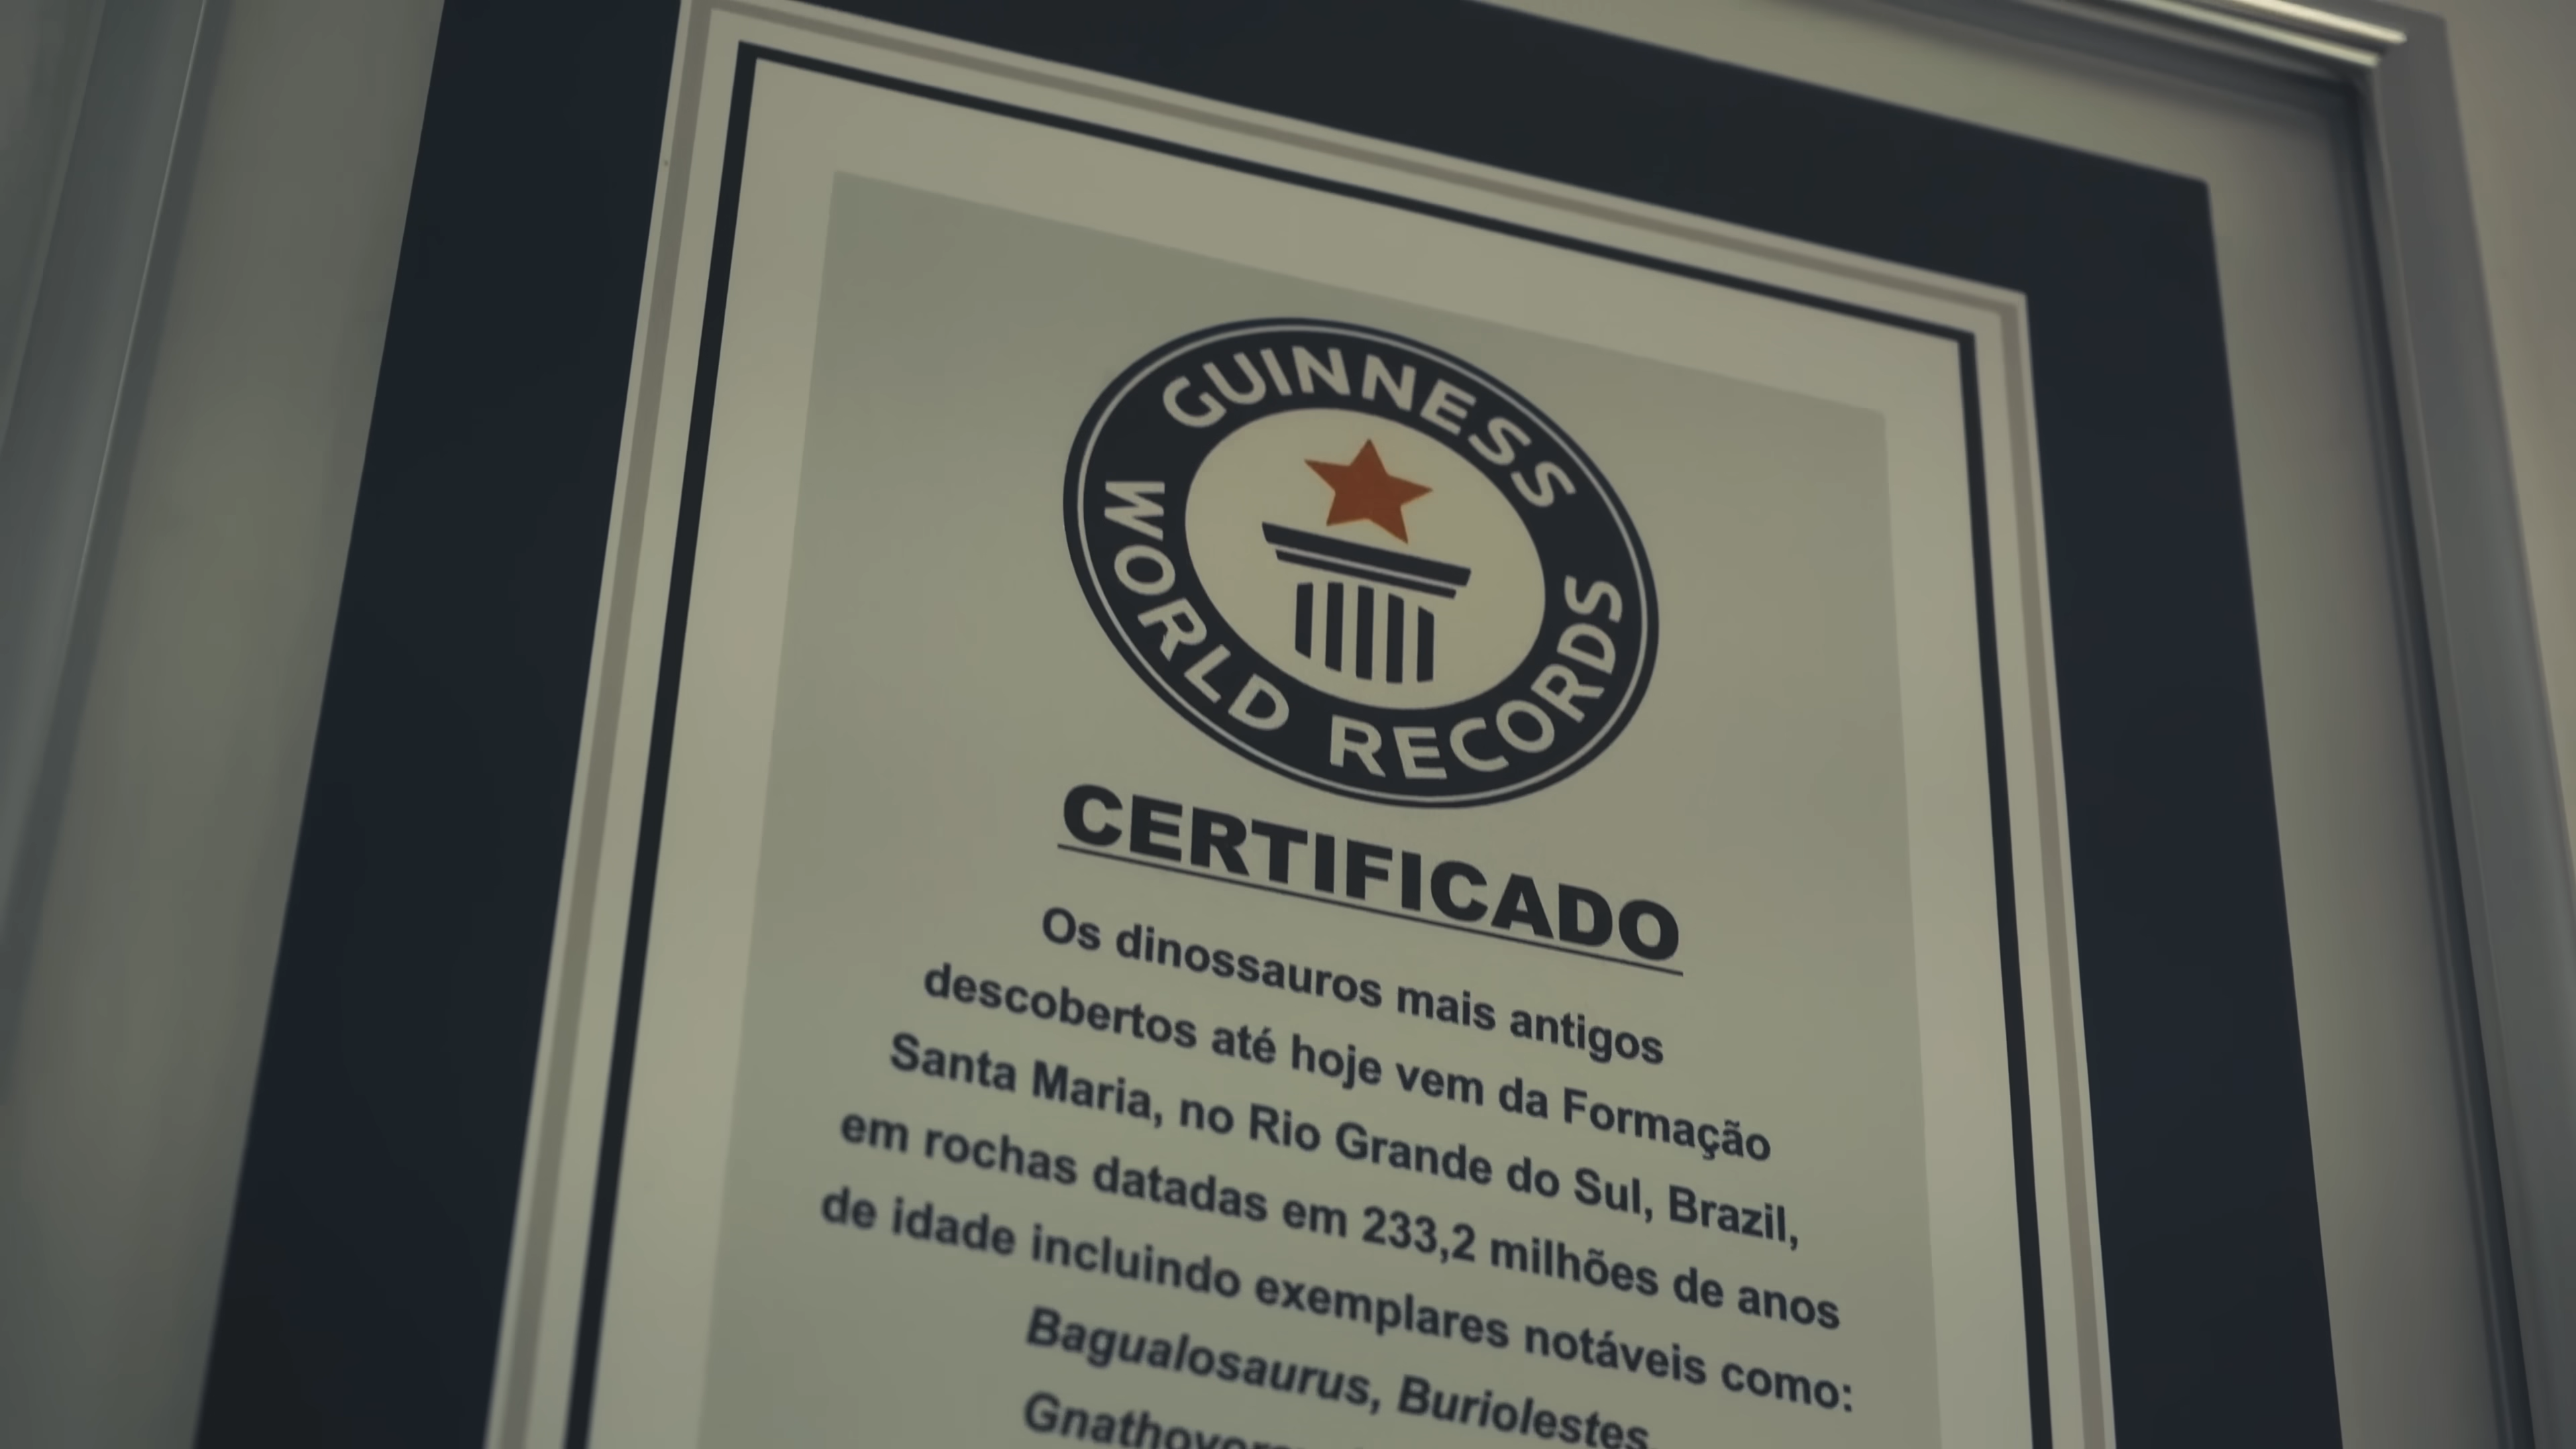 GUINNESS
WORLD RECORDS
CERTIFICADO
Os dinossauros mais antigos
descobertos até hoje vem da Formação
Santa Maria, no Rio Grande do Sul, Brazil,
em rochas datadas em 233,2 milhões de anos
de idade incluindo exemplares notáveis como:
Bagualosaurus, Buriolestes